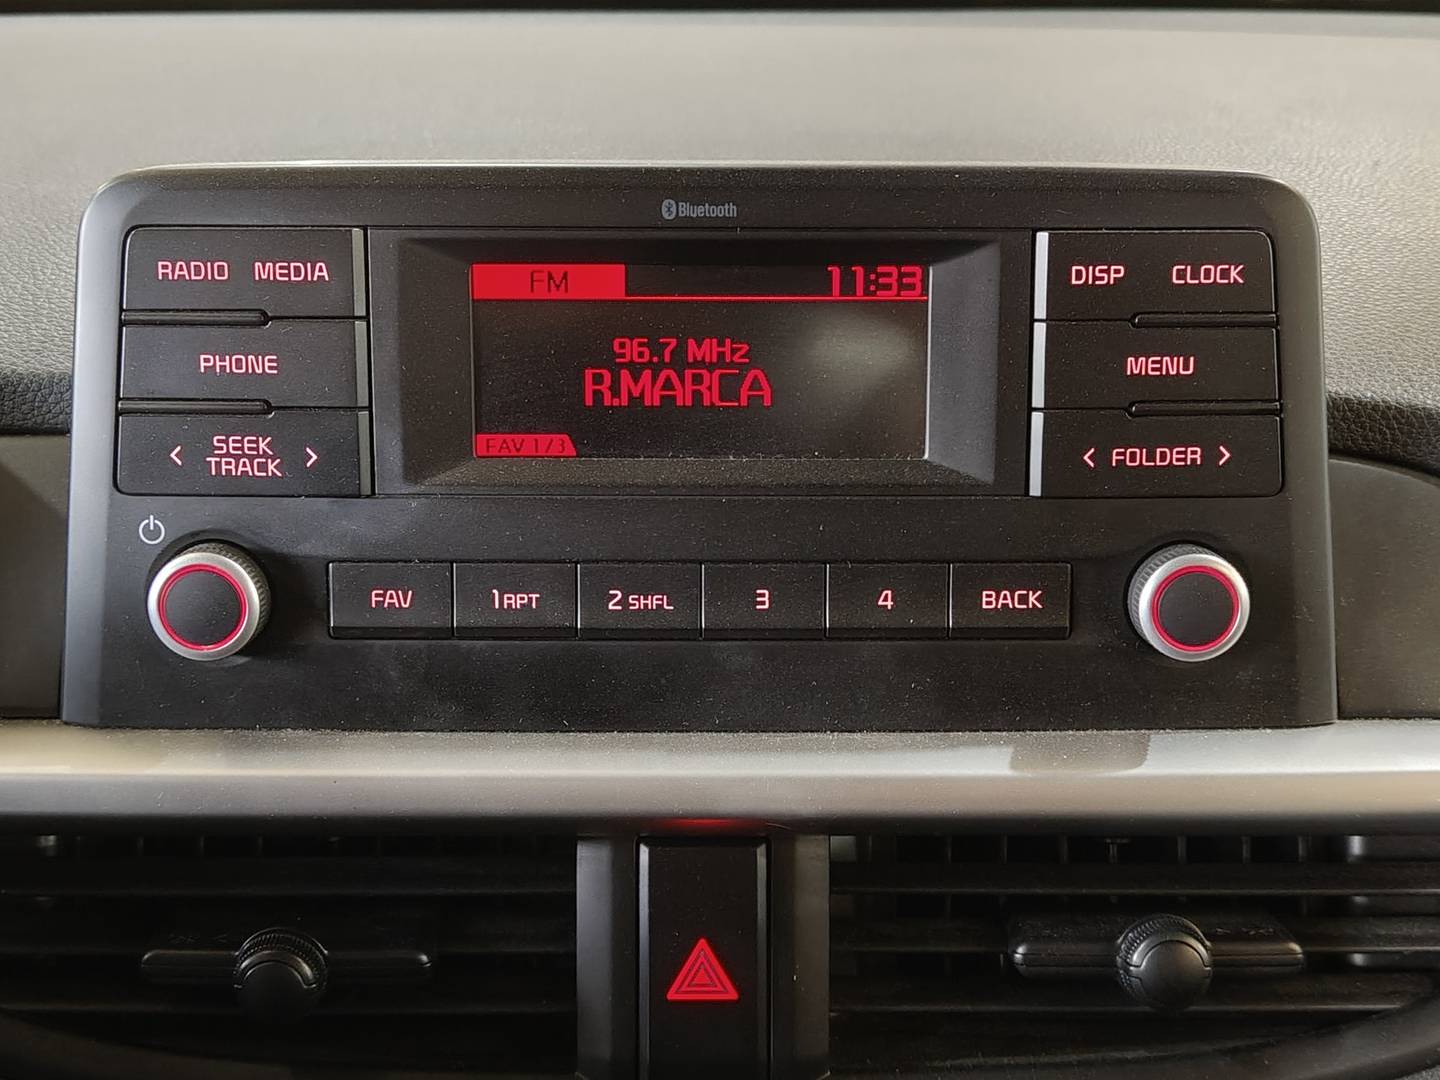 Bluetooth
RADIO MEDIA
PHONE
< SEEK >
TRACK
FM 11:33
96.7 MHz
R.MARCA
FAV 1/3
DISP CLOCK
MENU
< FOLDER >
FAV 1 RPT 2 SHFL 3 4 BACK